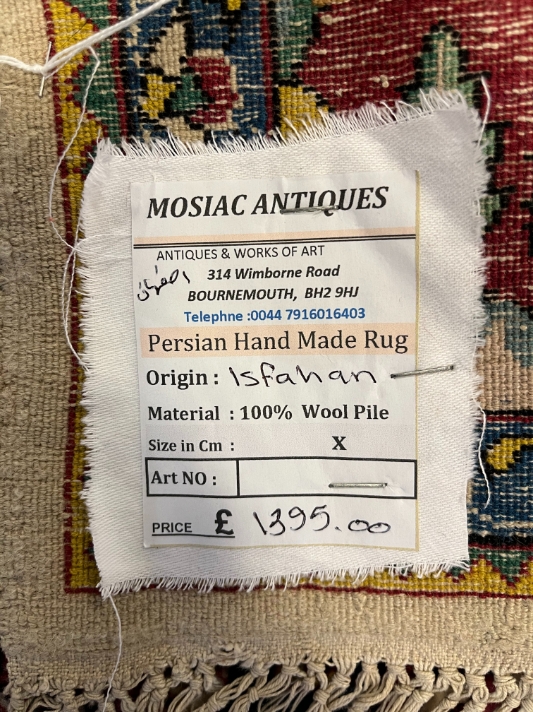 MOSIAC ANTIQUES
ANTIQUES & WORKS OF ART
314 Wimborne Road
BOURNEMOUTH, BH2 9HJ
Telephne :0044 7916016403
Persian Hand Made Rug
Origin : Isfahan
Material : 100% Wool Pile
Size in Cm : X
Art NO :
PRICE £ 1395.00